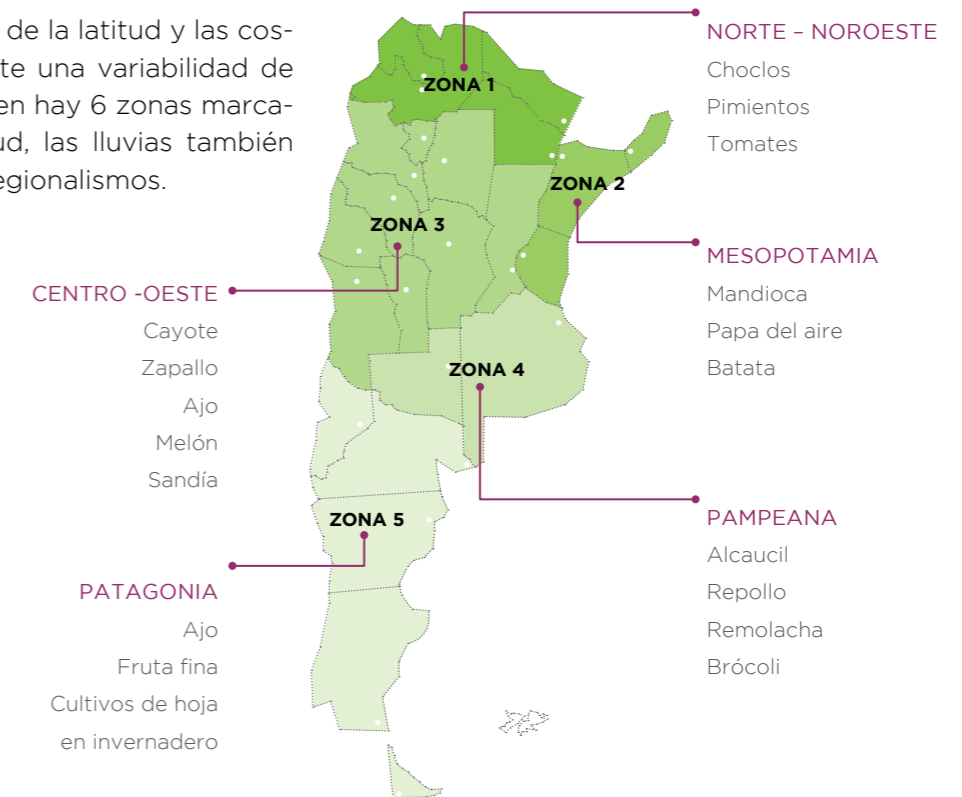 de la latitud y las cos-
te una variabilidad de
en hay 6 zonas marca-
ud, las lluvias también
egionalismos.
ZONA 1
NORTE – NOROESTE
Choclos
Pimientos
Tomates
ZONA 2
MESOPOTAMIA
Mandioca
Papa del aire
Batata
ZONA 3
CENTRO -OESTE
Cayote
Zapallo
Ajo
Melón
Sandía
ZONA 4
PAMPEANA
Alcaucil
Repollo
Remolacha
Brócoli
ZONA 5
PATAGONIA
Ajo
Fruta fina
Cultivos de hoja
en invernadero